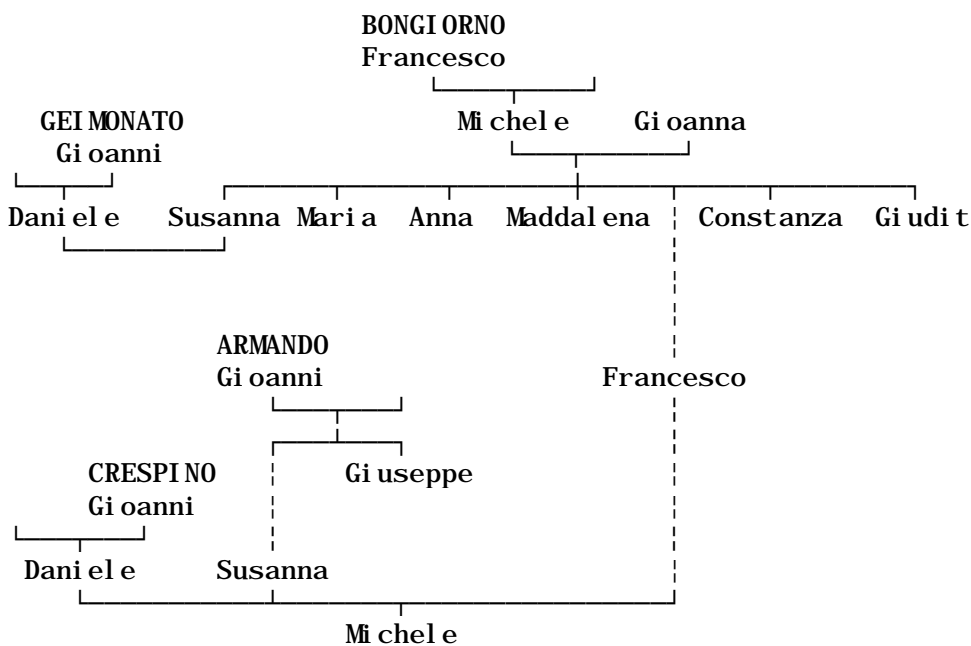 BONGIORNO
Francesco
GEIMONATO Michele Gioanna
Gioanni
Daniele Susanna Maria Anna Maddalena Constanza Giudit
ARMANDO
Gioanni Francesco
CRESPINO Giuseppe
Gioanni
Daniele Susanna
Michele